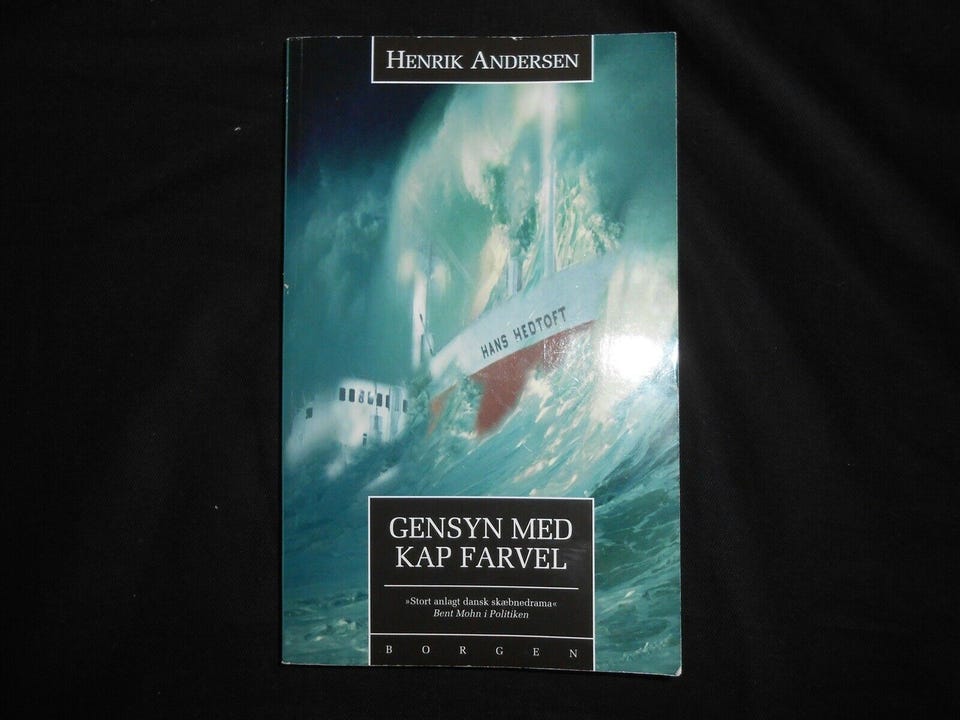 HENRIK ANDERSEN
HANS HEDTOFT
GENSYN MED
KAP FARVEL
»Stort anlagt dansk skæbnedrama«
Bent Mohn i Politiken
BORGEN